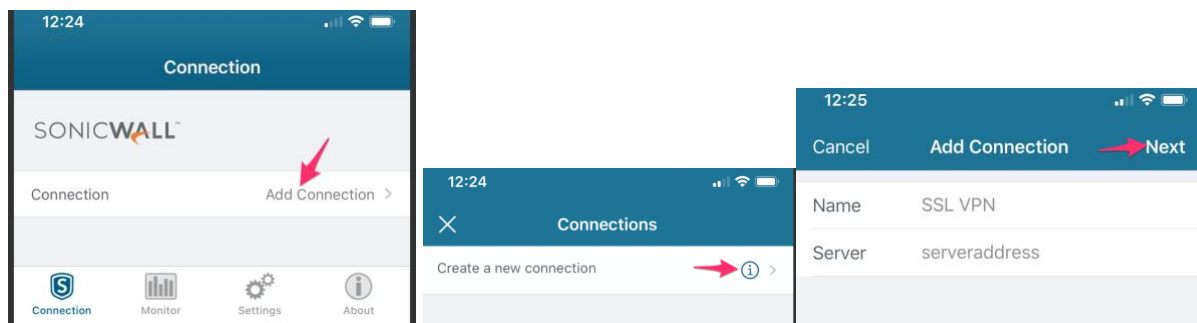 12:24
Connection
SONICWALL™
Connection Add Connection >
Connection Monitor Settings About
12:24
Connections
Create a new connection >
12:25
Cancel Add Connection Next
Name SSL VPN
Server serveraddress